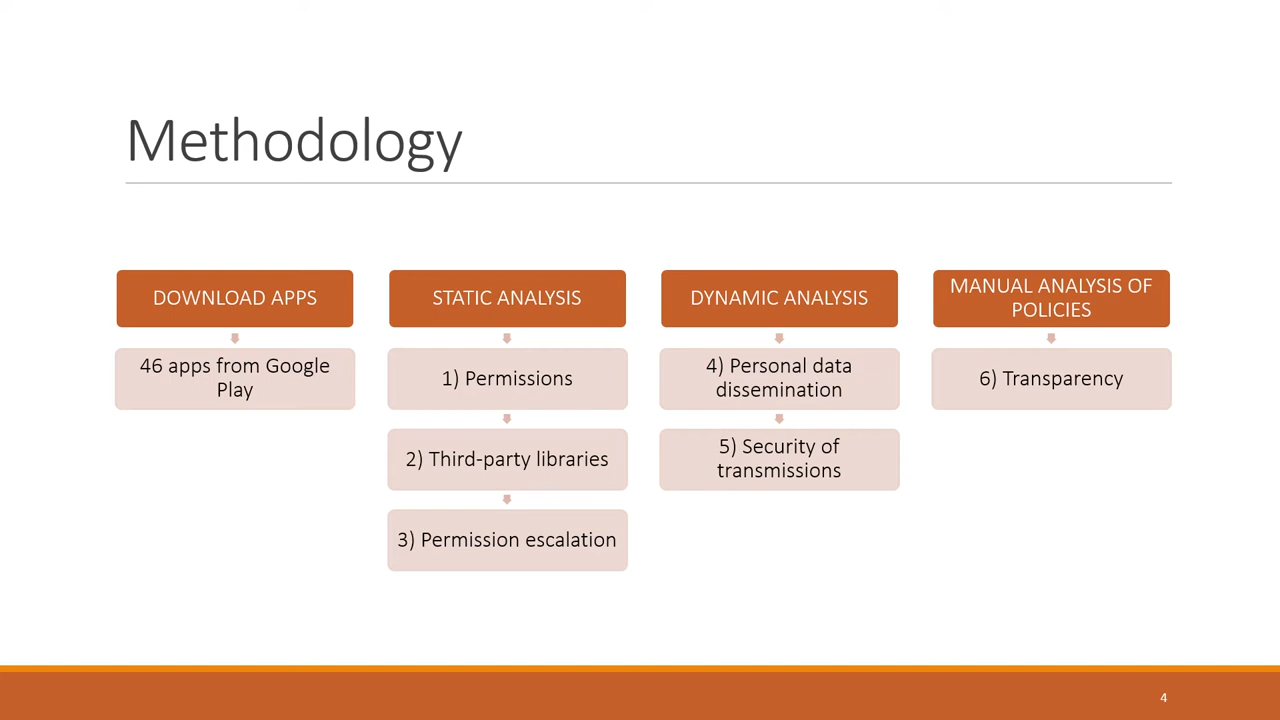 Methodology
DOWNLOAD APPS
46 apps from Google
Play
STATIC ANALYSIS
1) Permissions
2) Third-party libraries
3) Permission escalation
DYNAMIC ANALYSIS
4) Personal data
dissemination
5) Security of
transmissions
MANUAL ANALYSIS OF
POLICIES
6) Transparency
4